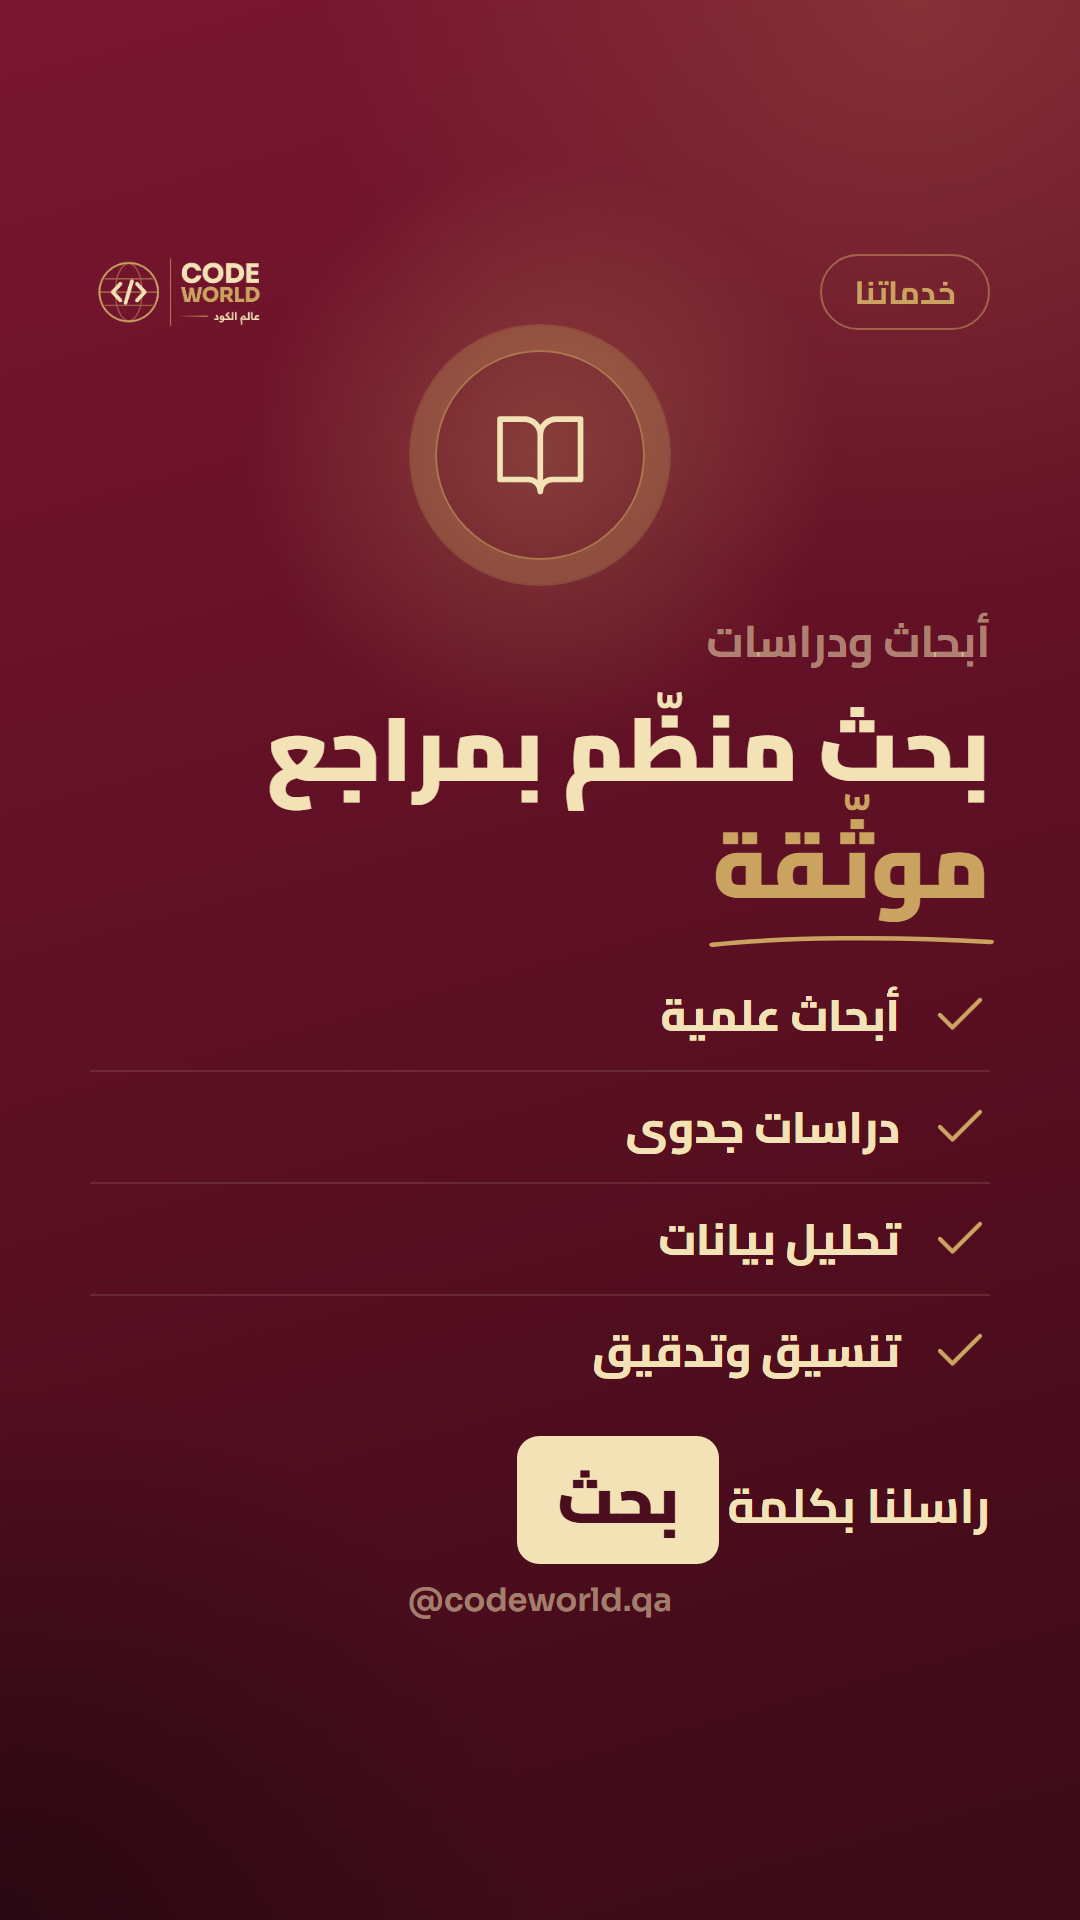 خدماتنا
CODE
WORLD
عالم الكود
أبحاث ودراسات
بحث منظّم بمراجع
موثّقة
أبحاث علمية
دراسات جدوى
تحليل بيانات
تنسيق وتدقيق
راسلنا بكلمة بحث
@codeworld.qa